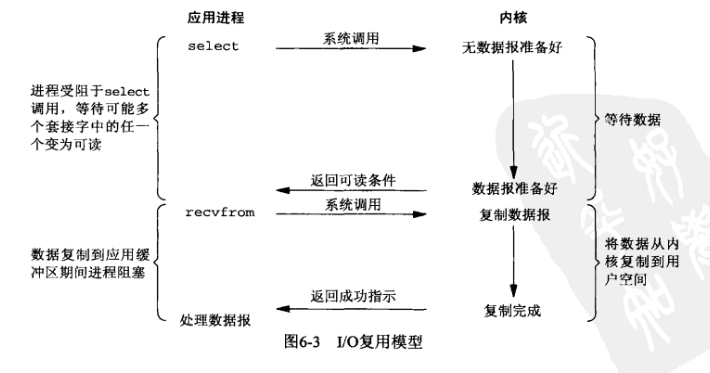 应用进程
内核
select
系统调用
无数据报准备好
进程受阻于select
调用，等待可能多
个套接字中的任一
个变为可读
等待数据
返回可读条件
数据报准备好
recvfrom
系统调用
复制数据报
数据复制到应用缓
冲区期间进程阻塞
将数据从内
核复制到用
户空间
返回成功指示
处理数据报
复制完成
图6-3 I/O复用模型